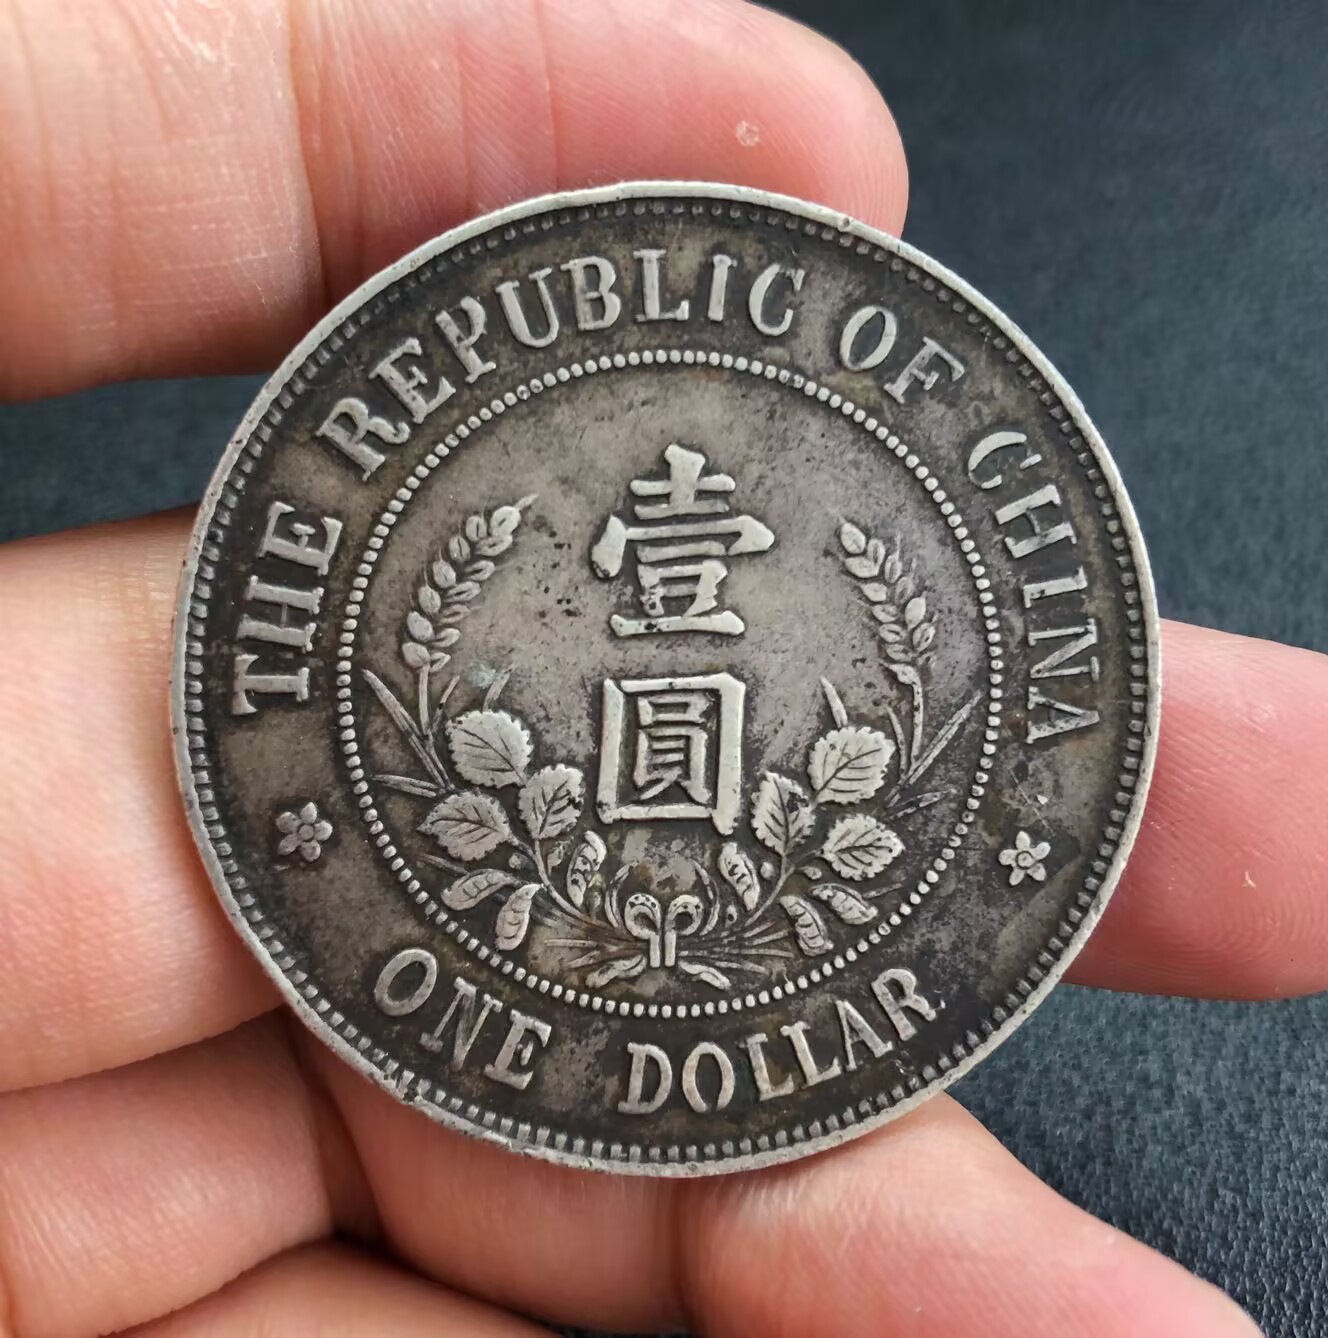 THE REPUBLIC OF CHINA
壹
圓
ONE DOLLAR